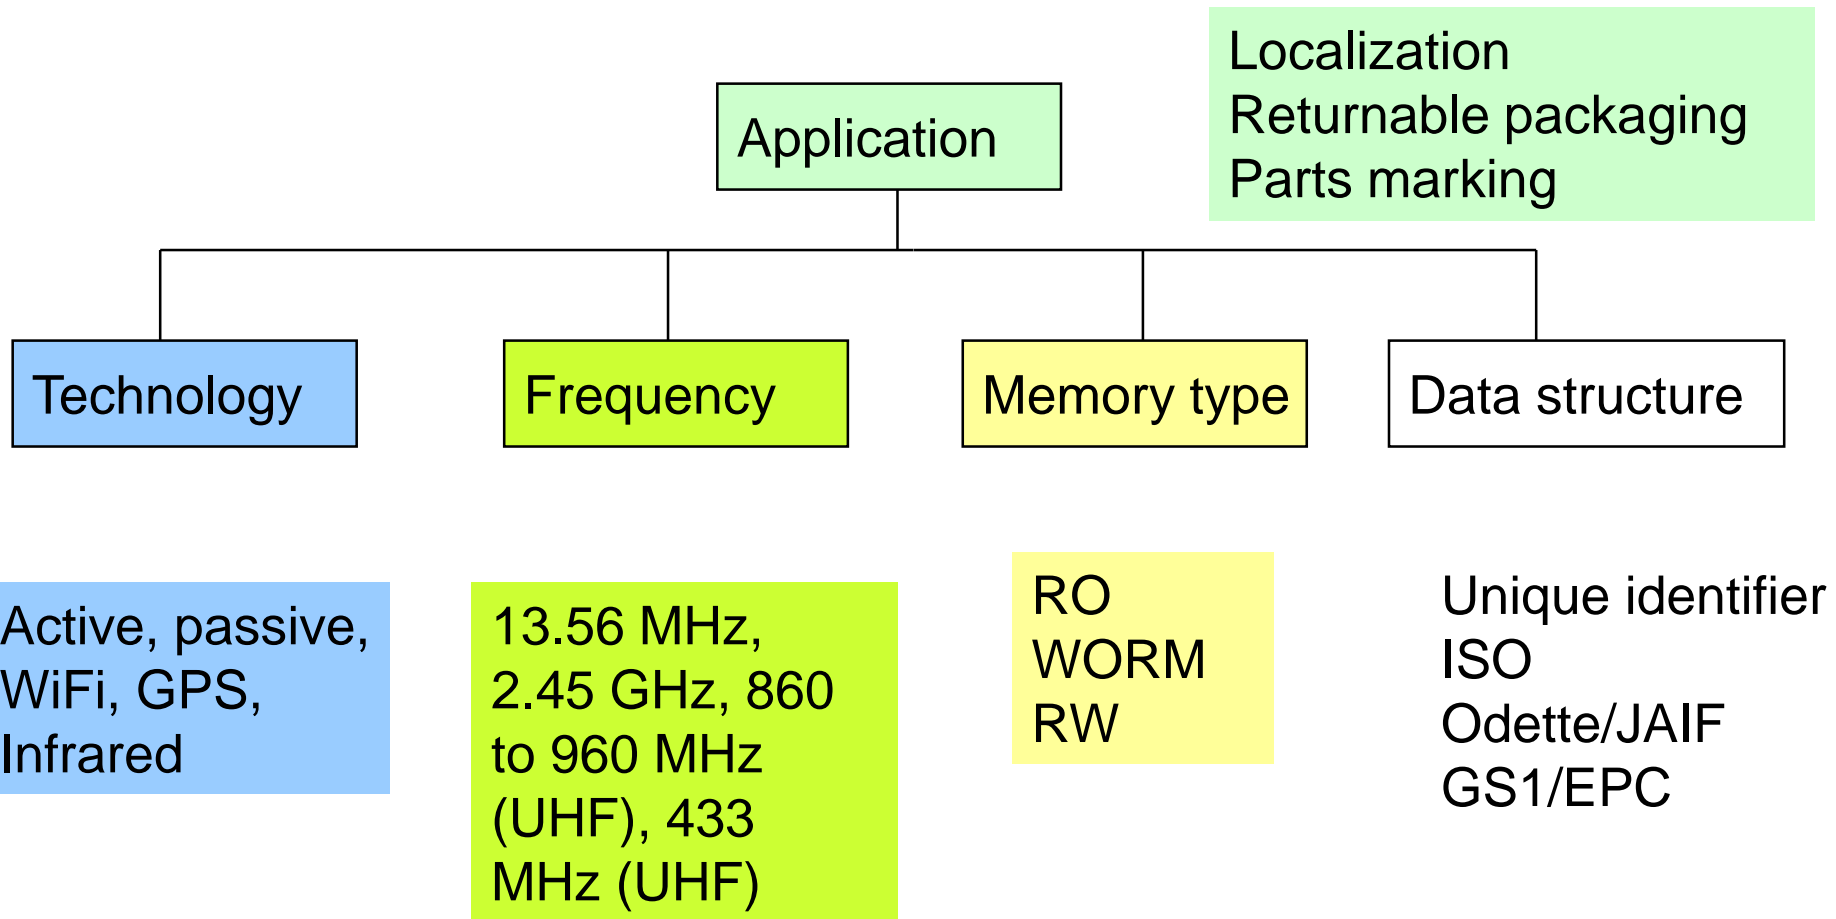 Localization
Returnable packaging
Parts marking
Application
Technology
Frequency
Memory type
Data structure
Active, passive,
WiFi, GPS,
Infrared
13.56 MHz,
2.45 GHz, 860
to 960 MHz
(UHF), 433
MHz (UHF)
RO
WORM
RW
Unique identifier
ISO
Odette/JAIF
GS1/EPC